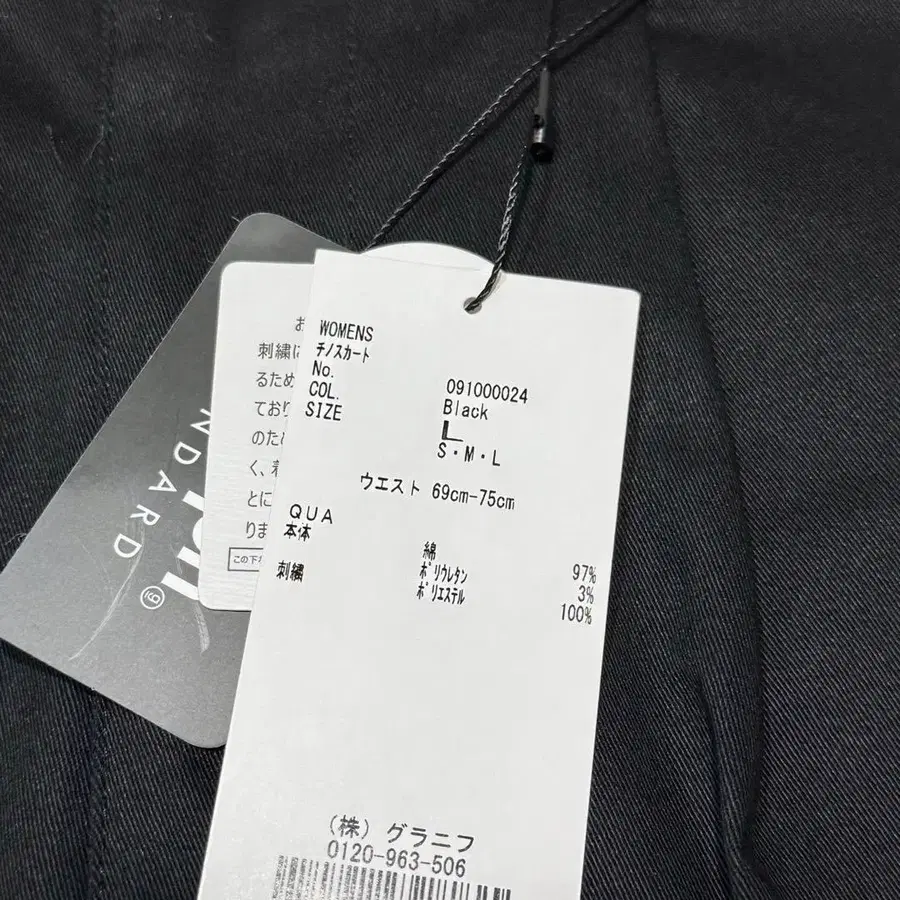 WOMENS
ﾁﾉｽｶｰﾄ
No. 091000024
COL. Black
SIZE L
S・M・L
ウエスト 69cm-75cm
QUA
本体 綿 97%
ﾎﾟﾘｳﾚﾀﾝ 3%
刺繍 ﾎﾟﾘｴｽﾃﾙ 100%
(株) グラニフ
0120-963-506
お
刺繍に
るため
ており
のため
く、着
とに
りま
この下
NDARD